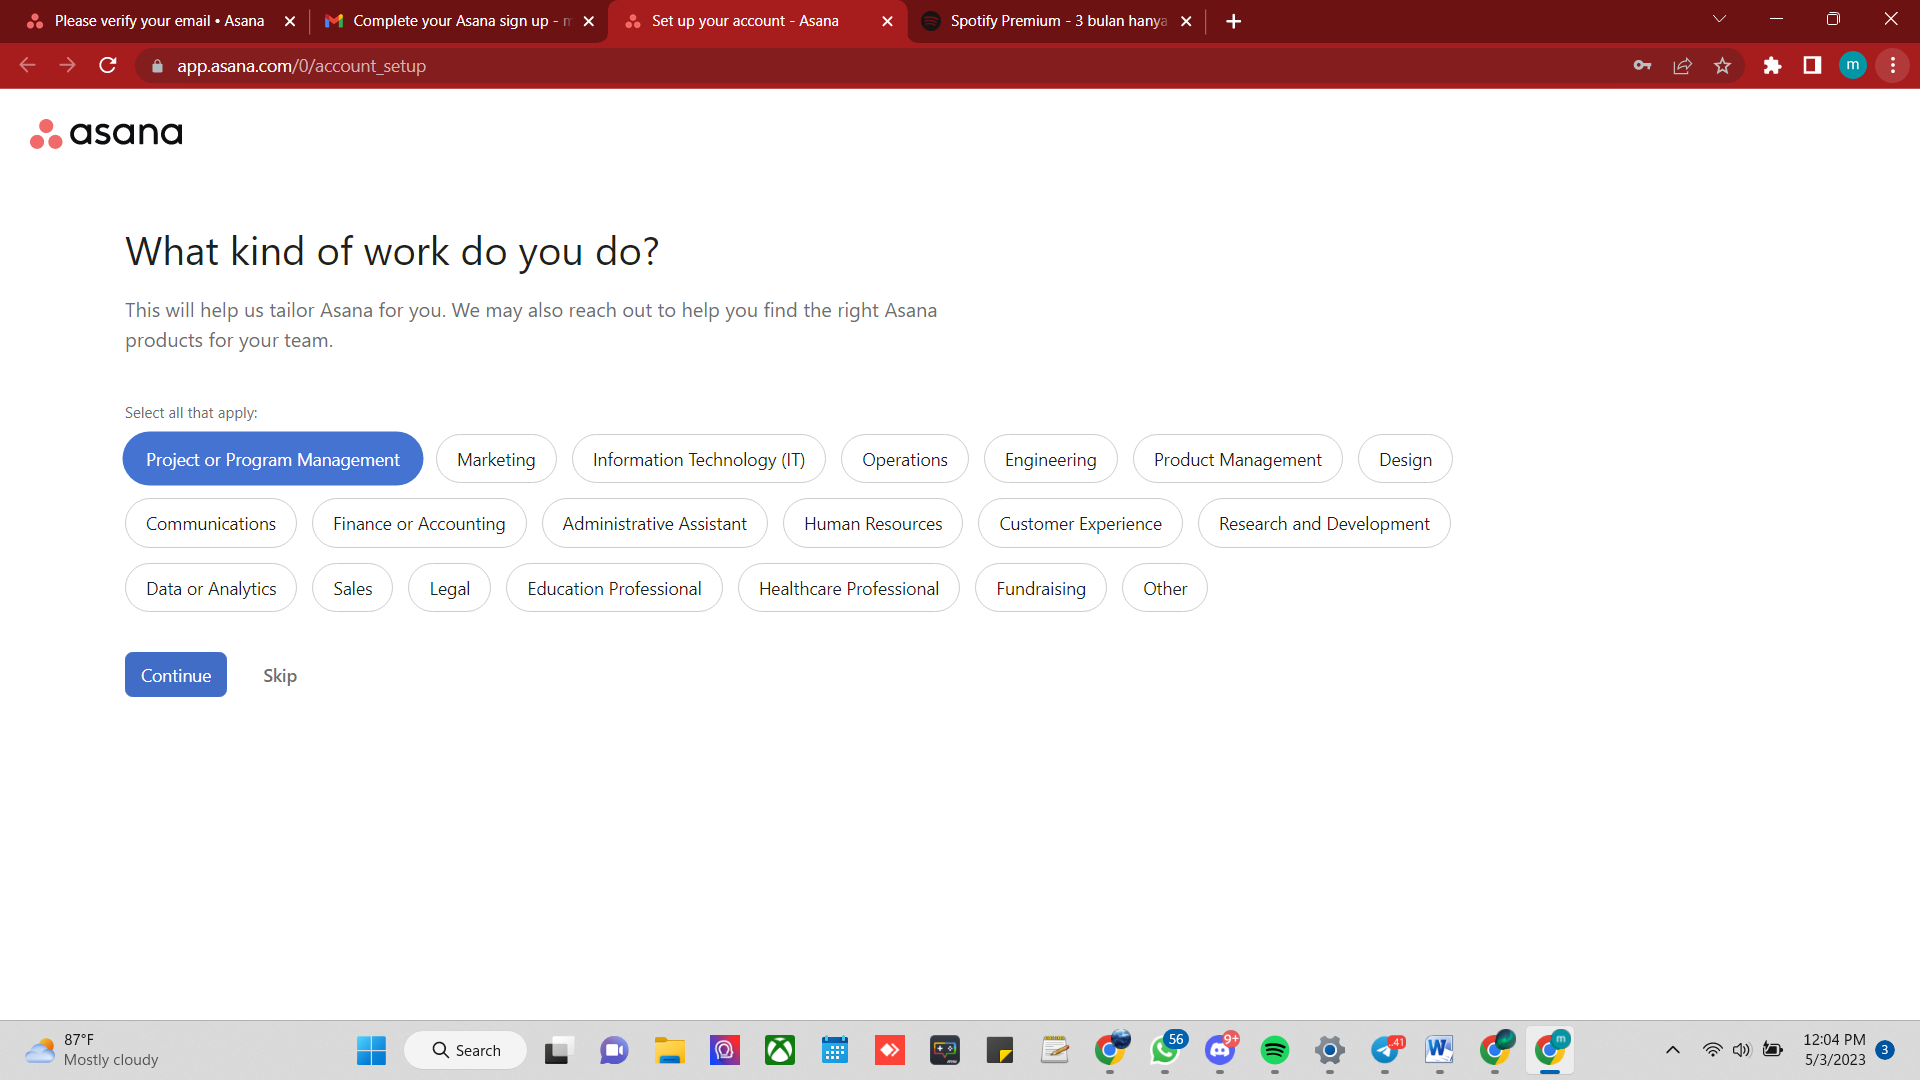 Please verify your email • Asana
Complete your Asana sign up -
Set up your account - Asana
Spotify Premium - 3 bulan hanya
app.asana.com/0/account_setup
m
asana
What kind of work do you do?
This will help us tailor Asana for you. We may also reach out to help you find the right Asana
products for your team.
Select all that apply:
Project or Program Management Marketing Information Technology (IT) Operations Engineering Product Management Design
Communications Finance or Accounting Administrative Assistant Human Resources Customer Experience Research and Development
Data or Analytics Sales Legal Education Professional Healthcare Professional Fundraising Other
Continue Skip
87°F
Mostly cloudy
Search
56
9+
41
W
m
12:04 PM
5/3/2023
3